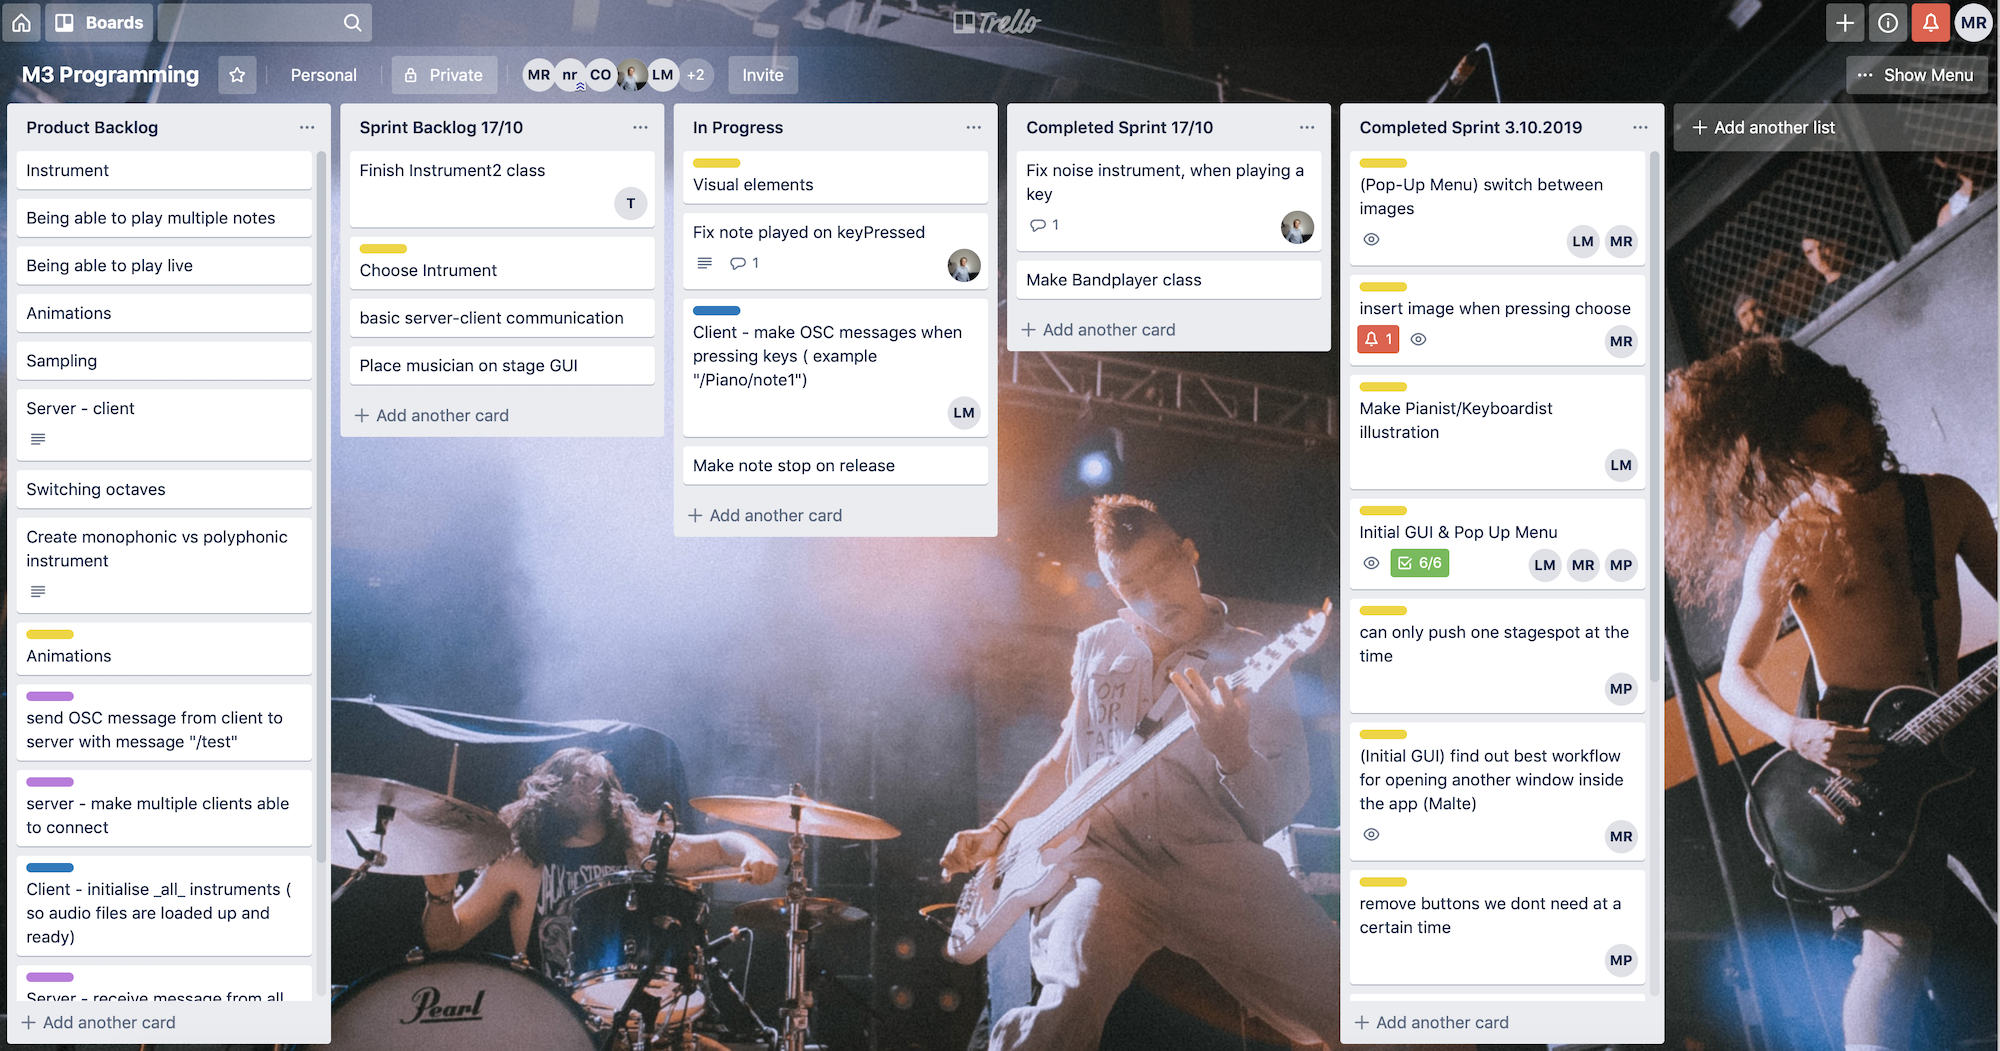 Boards
Trello
MR
M3 Programming
Personal
Private
MR
nr
CO
LM
+2
Invite
Show Menu
Product Backlog
Instrument
Being able to play multiple notes
Being able to play live
Animations
Sampling
Server - client
Switching octaves
Create monophonic vs polyphonic
instrument
Animations
send OSC message from client to
server with message "/test"
server - make multiple clients able
to connect
Client - initialise _all_ instruments (
so audio files are loaded up and
ready)
Server - receive message from all
Add another card
Sprint Backlog 17/10
Finish Instrument2 class
T
Choose Intrument
basic server-client communication
Place musician on stage GUI
Add another card
In Progress
Visual elements
Fix note played on keyPressed
1
Client - make OSC messages when
pressing keys ( example
"/Piano/note1")
LM
Make note stop on release
Add another card
Completed Sprint 17/10
Fix noise instrument, when playing a
key
1
Make Bandplayer class
Add another card
Completed Sprint 3.10.2019
(Pop-Up Menu) switch between
images
LM
MR
insert image when pressing choose
1
MR
Make Pianist/Keyboardist
illustration
LM
Initial GUI & Pop Up Menu
6/6
LM
MR
MP
can only push one stagespot at the
time
MP
(Initial GUI) find out best workflow
for opening another window inside
the app (Malte)
MR
remove buttons we dont need at a
certain time
MP
Add another card
Add another list
Pearl